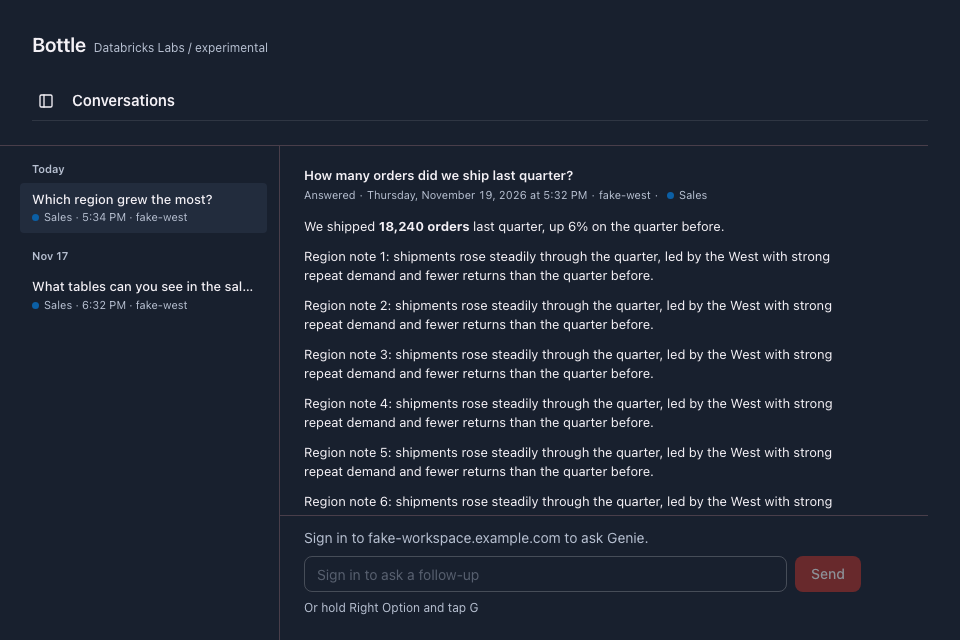 Bottle Databricks Labs / experimental
Conversations
Today
Which region grew the most?
Sales · 5:34 PM · fake-west
Nov 17
What tables can you see in the sal...
Sales · 6:32 PM · fake-west
How many orders did we ship last quarter?
Answered · Thursday, November 19, 2026 at 5:32 PM · fake-west · Sales
We shipped 18,240 orders last quarter, up 6% on the quarter before.
Region note 1: shipments rose steadily through the quarter, led by the West with strong
repeat demand and fewer returns than the quarter before.
Region note 2: shipments rose steadily through the quarter, led by the West with strong
repeat demand and fewer returns than the quarter before.
Region note 3: shipments rose steadily through the quarter, led by the West with strong
repeat demand and fewer returns than the quarter before.
Region note 4: shipments rose steadily through the quarter, led by the West with strong
repeat demand and fewer returns than the quarter before.
Region note 5: shipments rose steadily through the quarter, led by the West with strong
repeat demand and fewer returns than the quarter before.
Region note 6: shipments rose steadily through the quarter, led by the West with strong
Sign in to fake-workspace.example.com to ask Genie.
Sign in to ask a follow-up
Send
Or hold Right Option and tap G